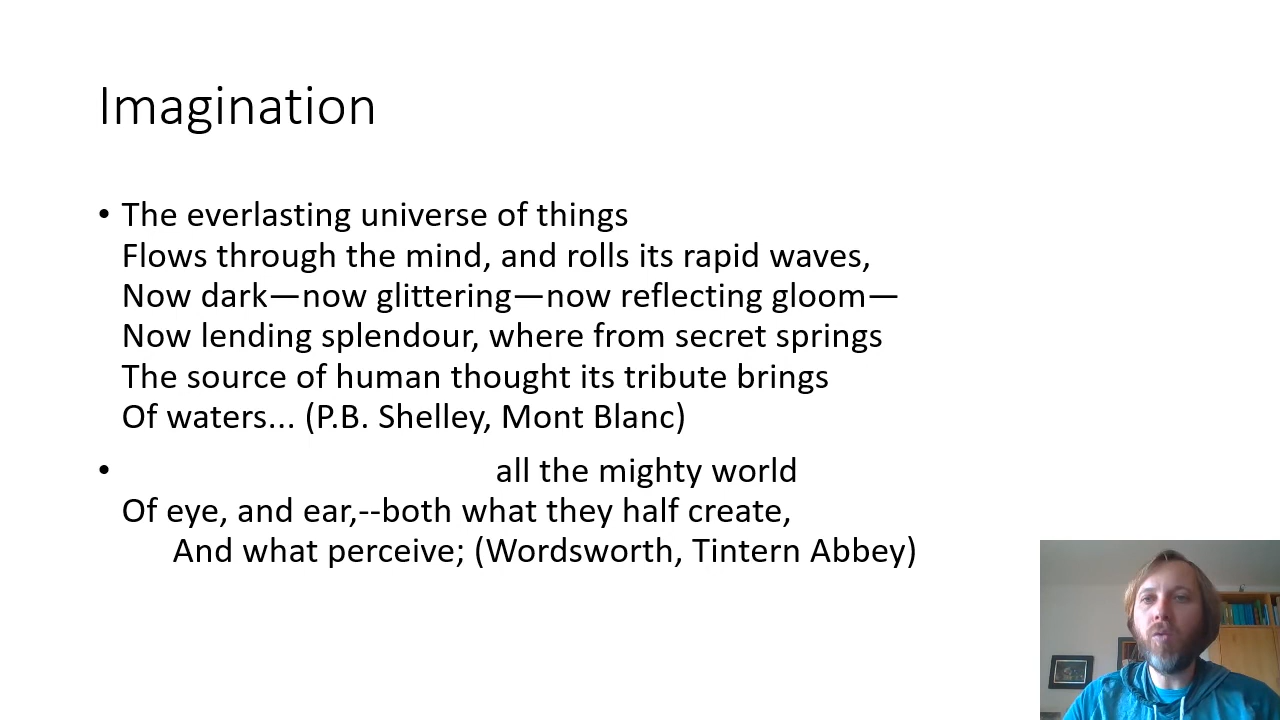 Imagination
• The everlasting universe of things
Flows through the mind, and rolls its rapid waves,
Now dark—now glittering—now reflecting gloom—
Now lending splendour, where from secret springs
The source of human thought its tribute brings
Of waters... (P.B. Shelley, Mont Blanc)
• all the mighty world
Of eye, and ear,--both what they half create,
And what perceive; (Wordsworth, Tintern Abbey)